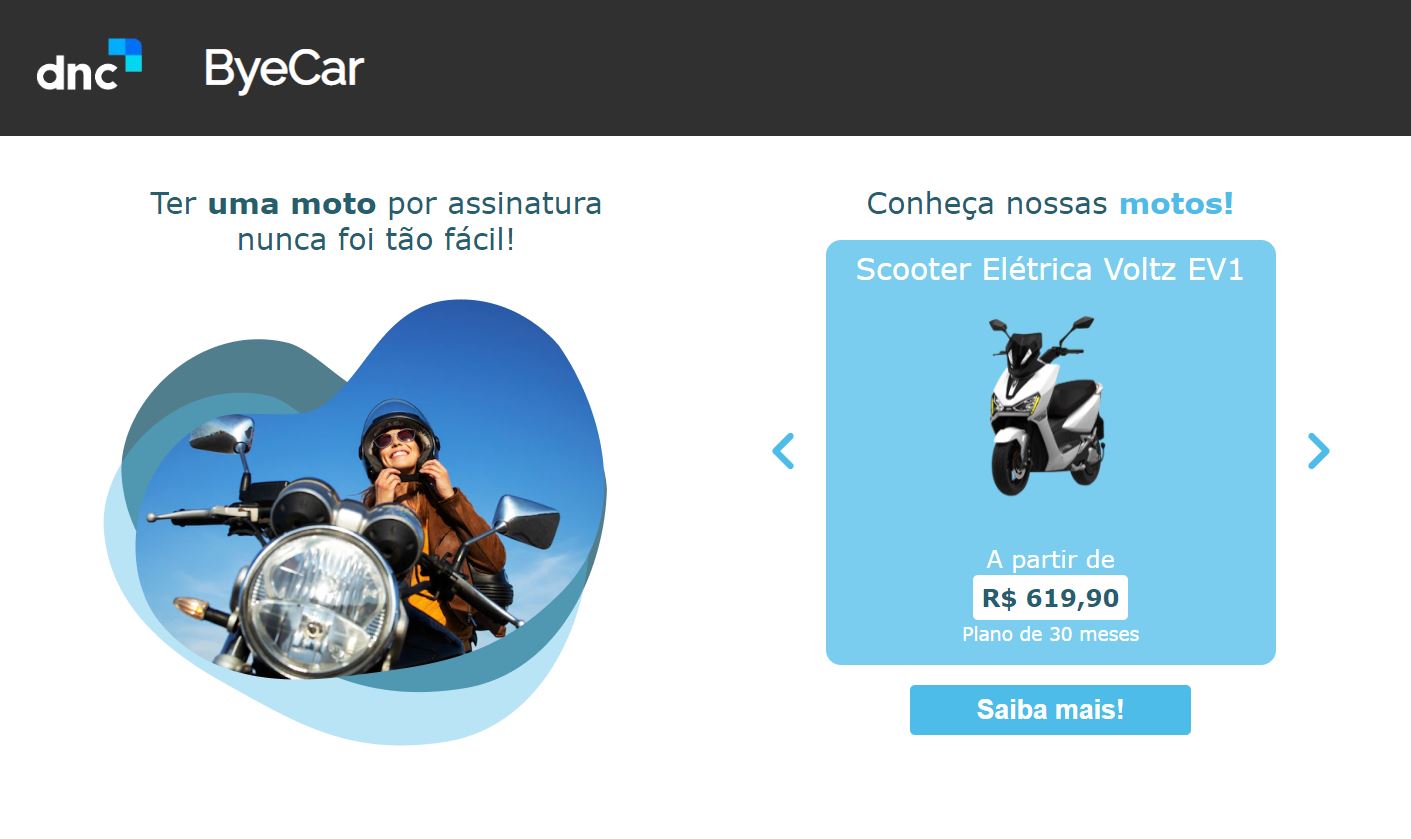 dnc ByeCar
Ter uma moto por assinatura
nunca foi tão fácil!
Conheça nossas motos!
Scooter Elétrica Voltz EV1
A partir de
R$ 619,90
Plano de 30 meses
Saiba mais!